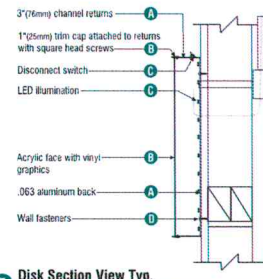 3"(76mm) channel returns A
1"(25mm) trim cap attached to returns
with square head screws B
Disconnect switch C
LED illumination C
Acrylic face with vinyl B
graphics
.063 aluminum back A
Wall fasteners D
Disk Section View Typ.